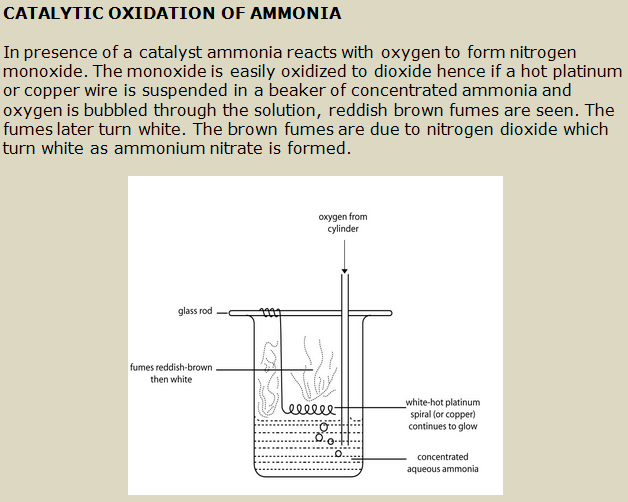 CATALYTIC OXIDATION OF AMMONIA
In presence of a catalyst ammonia reacts with oxygen to form nitrogen
monoxide. The monoxide is easily oxidized to dioxide hence if a hot platinum
or copper wire is suspended in a beaker of concentrated ammonia and
oxygen is bubbled through the solution, reddish brown fumes are seen. The
fumes later turn white. The brown fumes are due to nitrogen dioxide which
turn white as ammonium nitrate is formed.
oxygen from
cylinder
glass rod
fumes reddish-brown
then white
white-hot platinum
spiral (or copper)
continues to glow
concentrated
aqueous ammonia